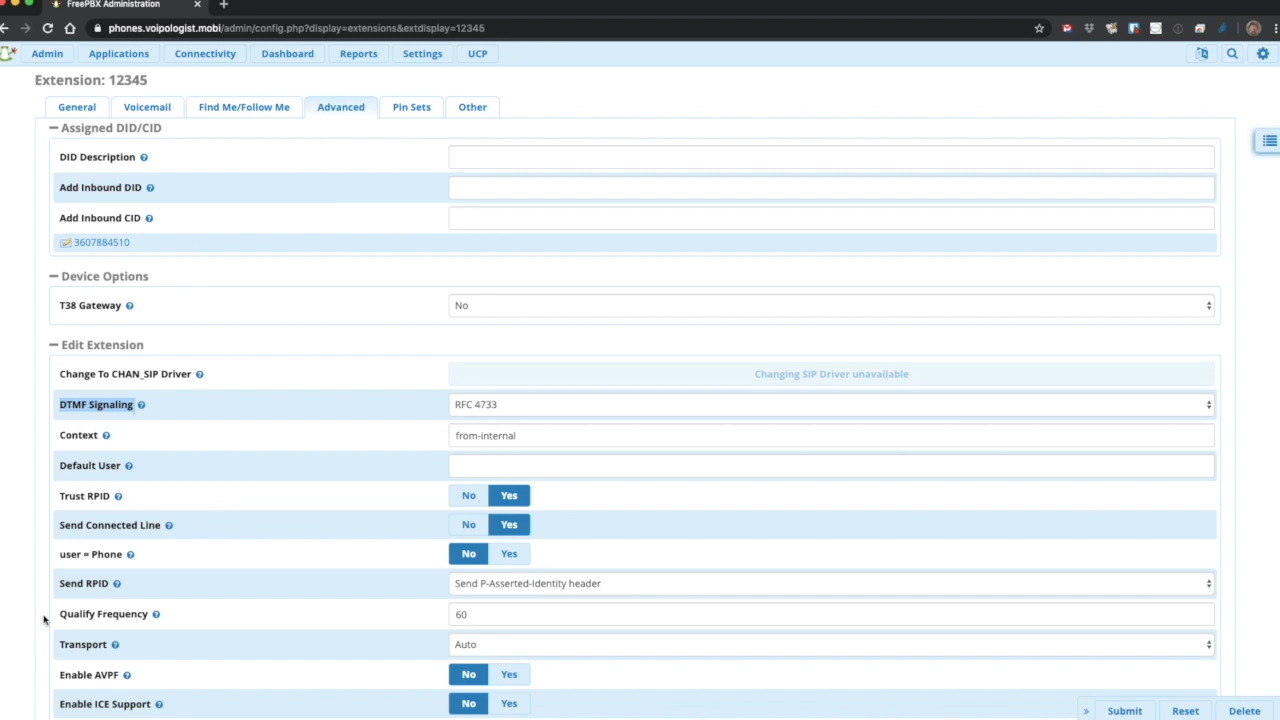 FreePBX Administration
phones.voipologist.mobi/admin/config.php?display=extensions&extdisplay=12345
Admin Applications Connectivity Dashboard Reports Settings UCP
Extension: 12345
General Voicemail Find Me/Follow Me Advanced Pin Sets Other
Assigned DID/CID
DID Description
Add Inbound DID
Add Inbound CID
3607884510
Device Options
T38 Gateway No
Edit Extension
Change To CHAN_SIP Driver Changing SIP Driver unavailable
DTMF Signaling RFC 4733
Context from-internal
Default User
Trust RPID No Yes
Send Connected Line No Yes
user = Phone No Yes
Send RPID Send P-Asserted-Identity header
Qualify Frequency 60
Transport Auto
Enable AVPF No Yes
Enable ICE Support No Yes
» Submit Reset Delete